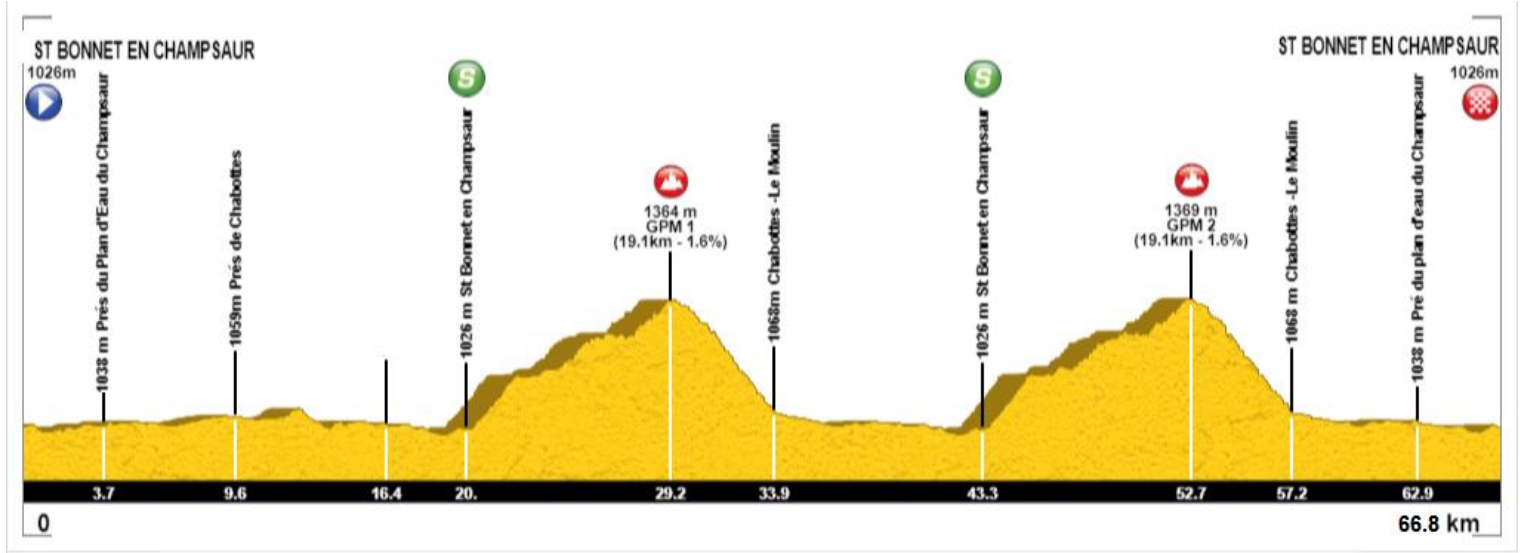 ST BONNET EN CHAMPSAUR
1026m
1038 m Prés du Plan d'Eau du Champsaur
1059m Prés de Chabottes
S
1026 m St Bonnet en Champsaur
1364 m
GPM 1
(19.1km - 1.6%)
1068m Chabottes -Le Moulin
S
1026 m St Bonnet en Champsaur
1369 m
GPM 2
(19.1km - 1.6%)
1068 m Chabottes -Le Moulin
1038 m Pré du plan d'eau du Champsaur
ST BONNET EN CHAMPSAUR
1026m
3.7 9.6 16.4 20. 29.2 33.9 43.3 52.7 57.2 62.9
0 66.8 km